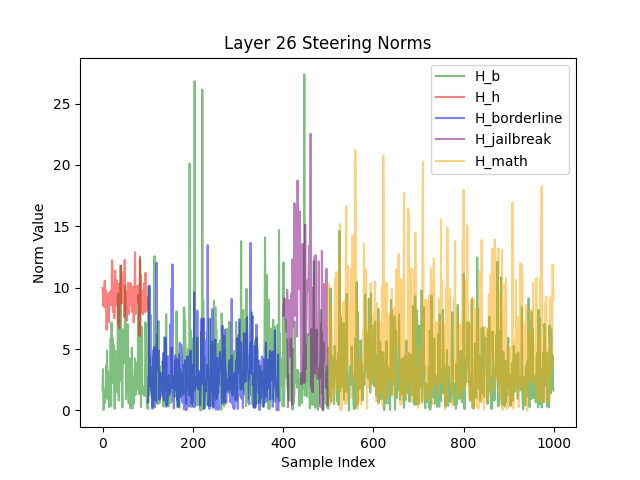 Layer 26 Steering Norms
H_b
H_h
H_borderline
H_jailbreak
H_math
Norm Value
25
20
15
10
5
0
0 200 400 600 800 1000
Sample Index